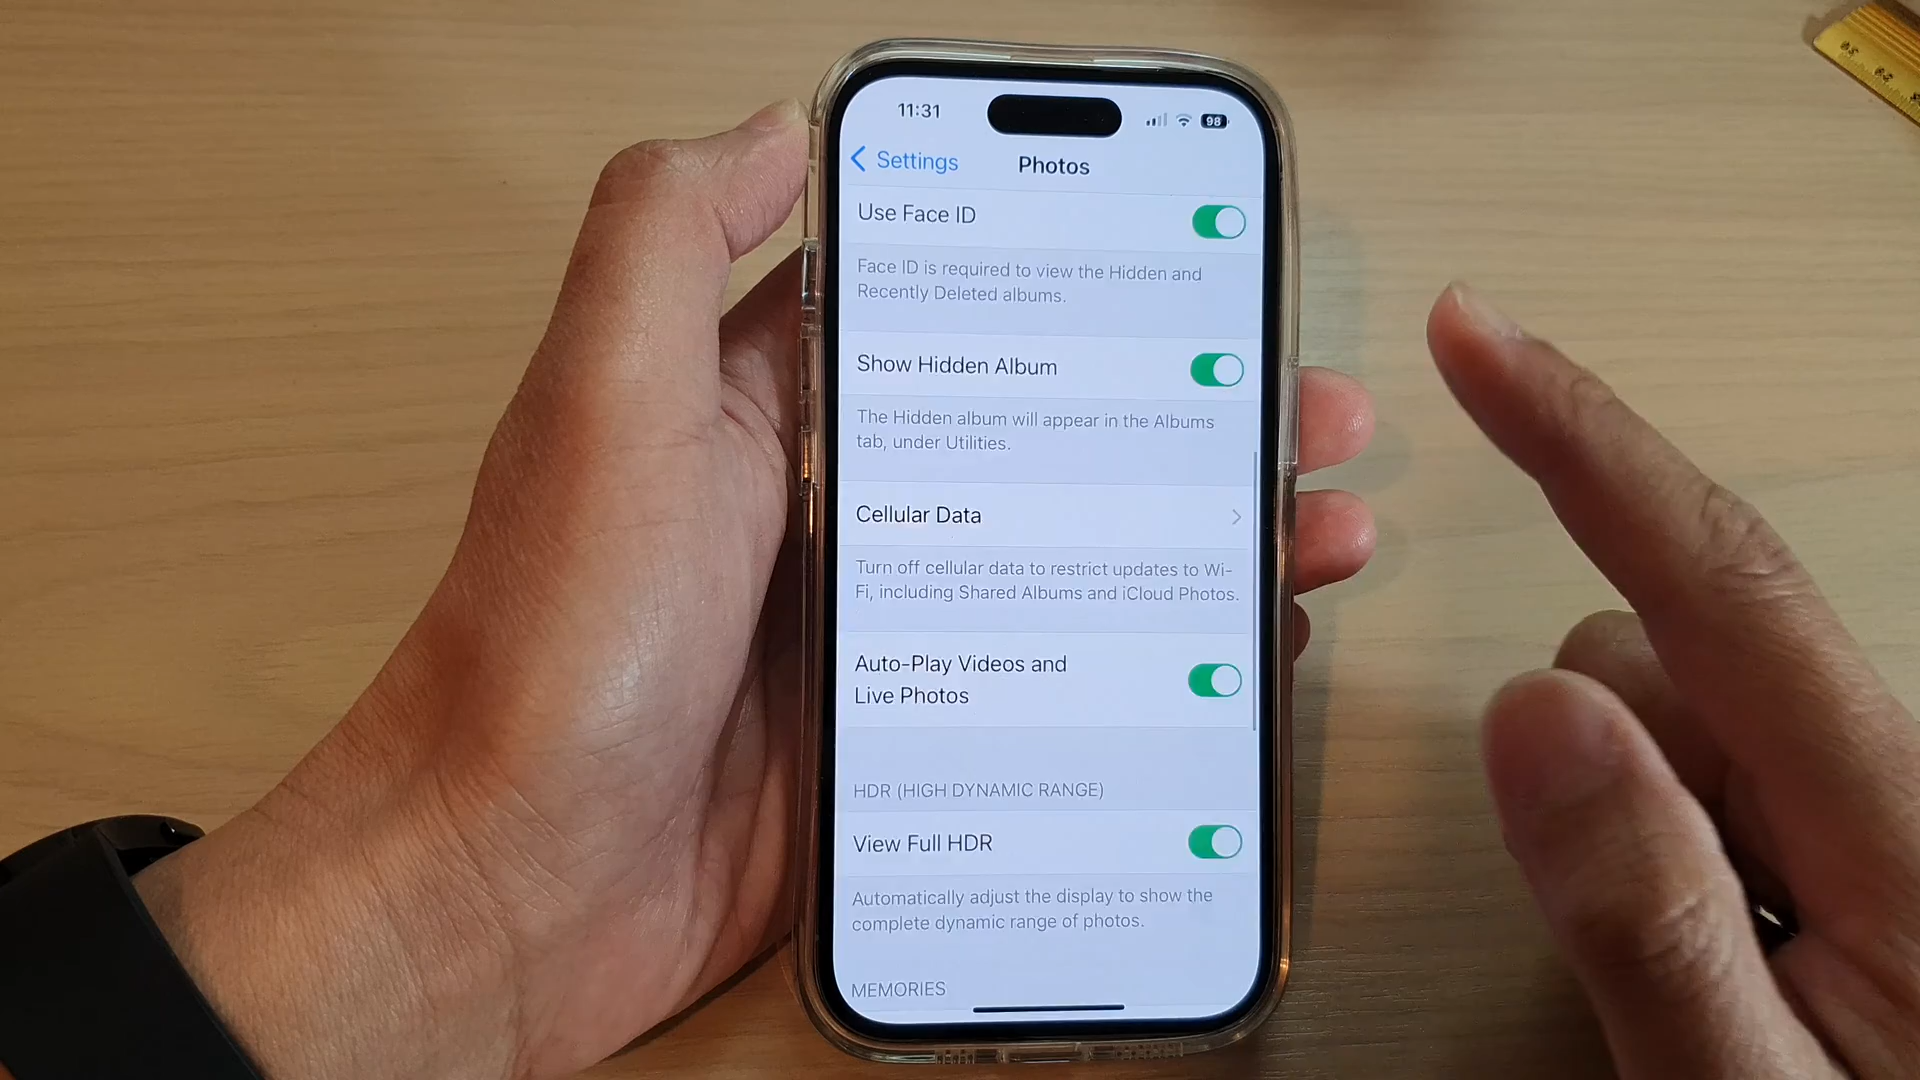 11:31
98
Settings
Photos
Use Face ID
Face ID is required to view the Hidden and
Recently Deleted albums.
Show Hidden Album
The Hidden album will appear in the Albums
tab, under Utilities.
Cellular Data
Turn off cellular data to restrict updates to Wi-
Fi, including Shared Albums and iCloud Photos.
Auto-Play Videos and
Live Photos
HDR (HIGH DYNAMIC RANGE)
View Full HDR
Automatically adjust the display to show the
complete dynamic range of photos.
MEMORIES